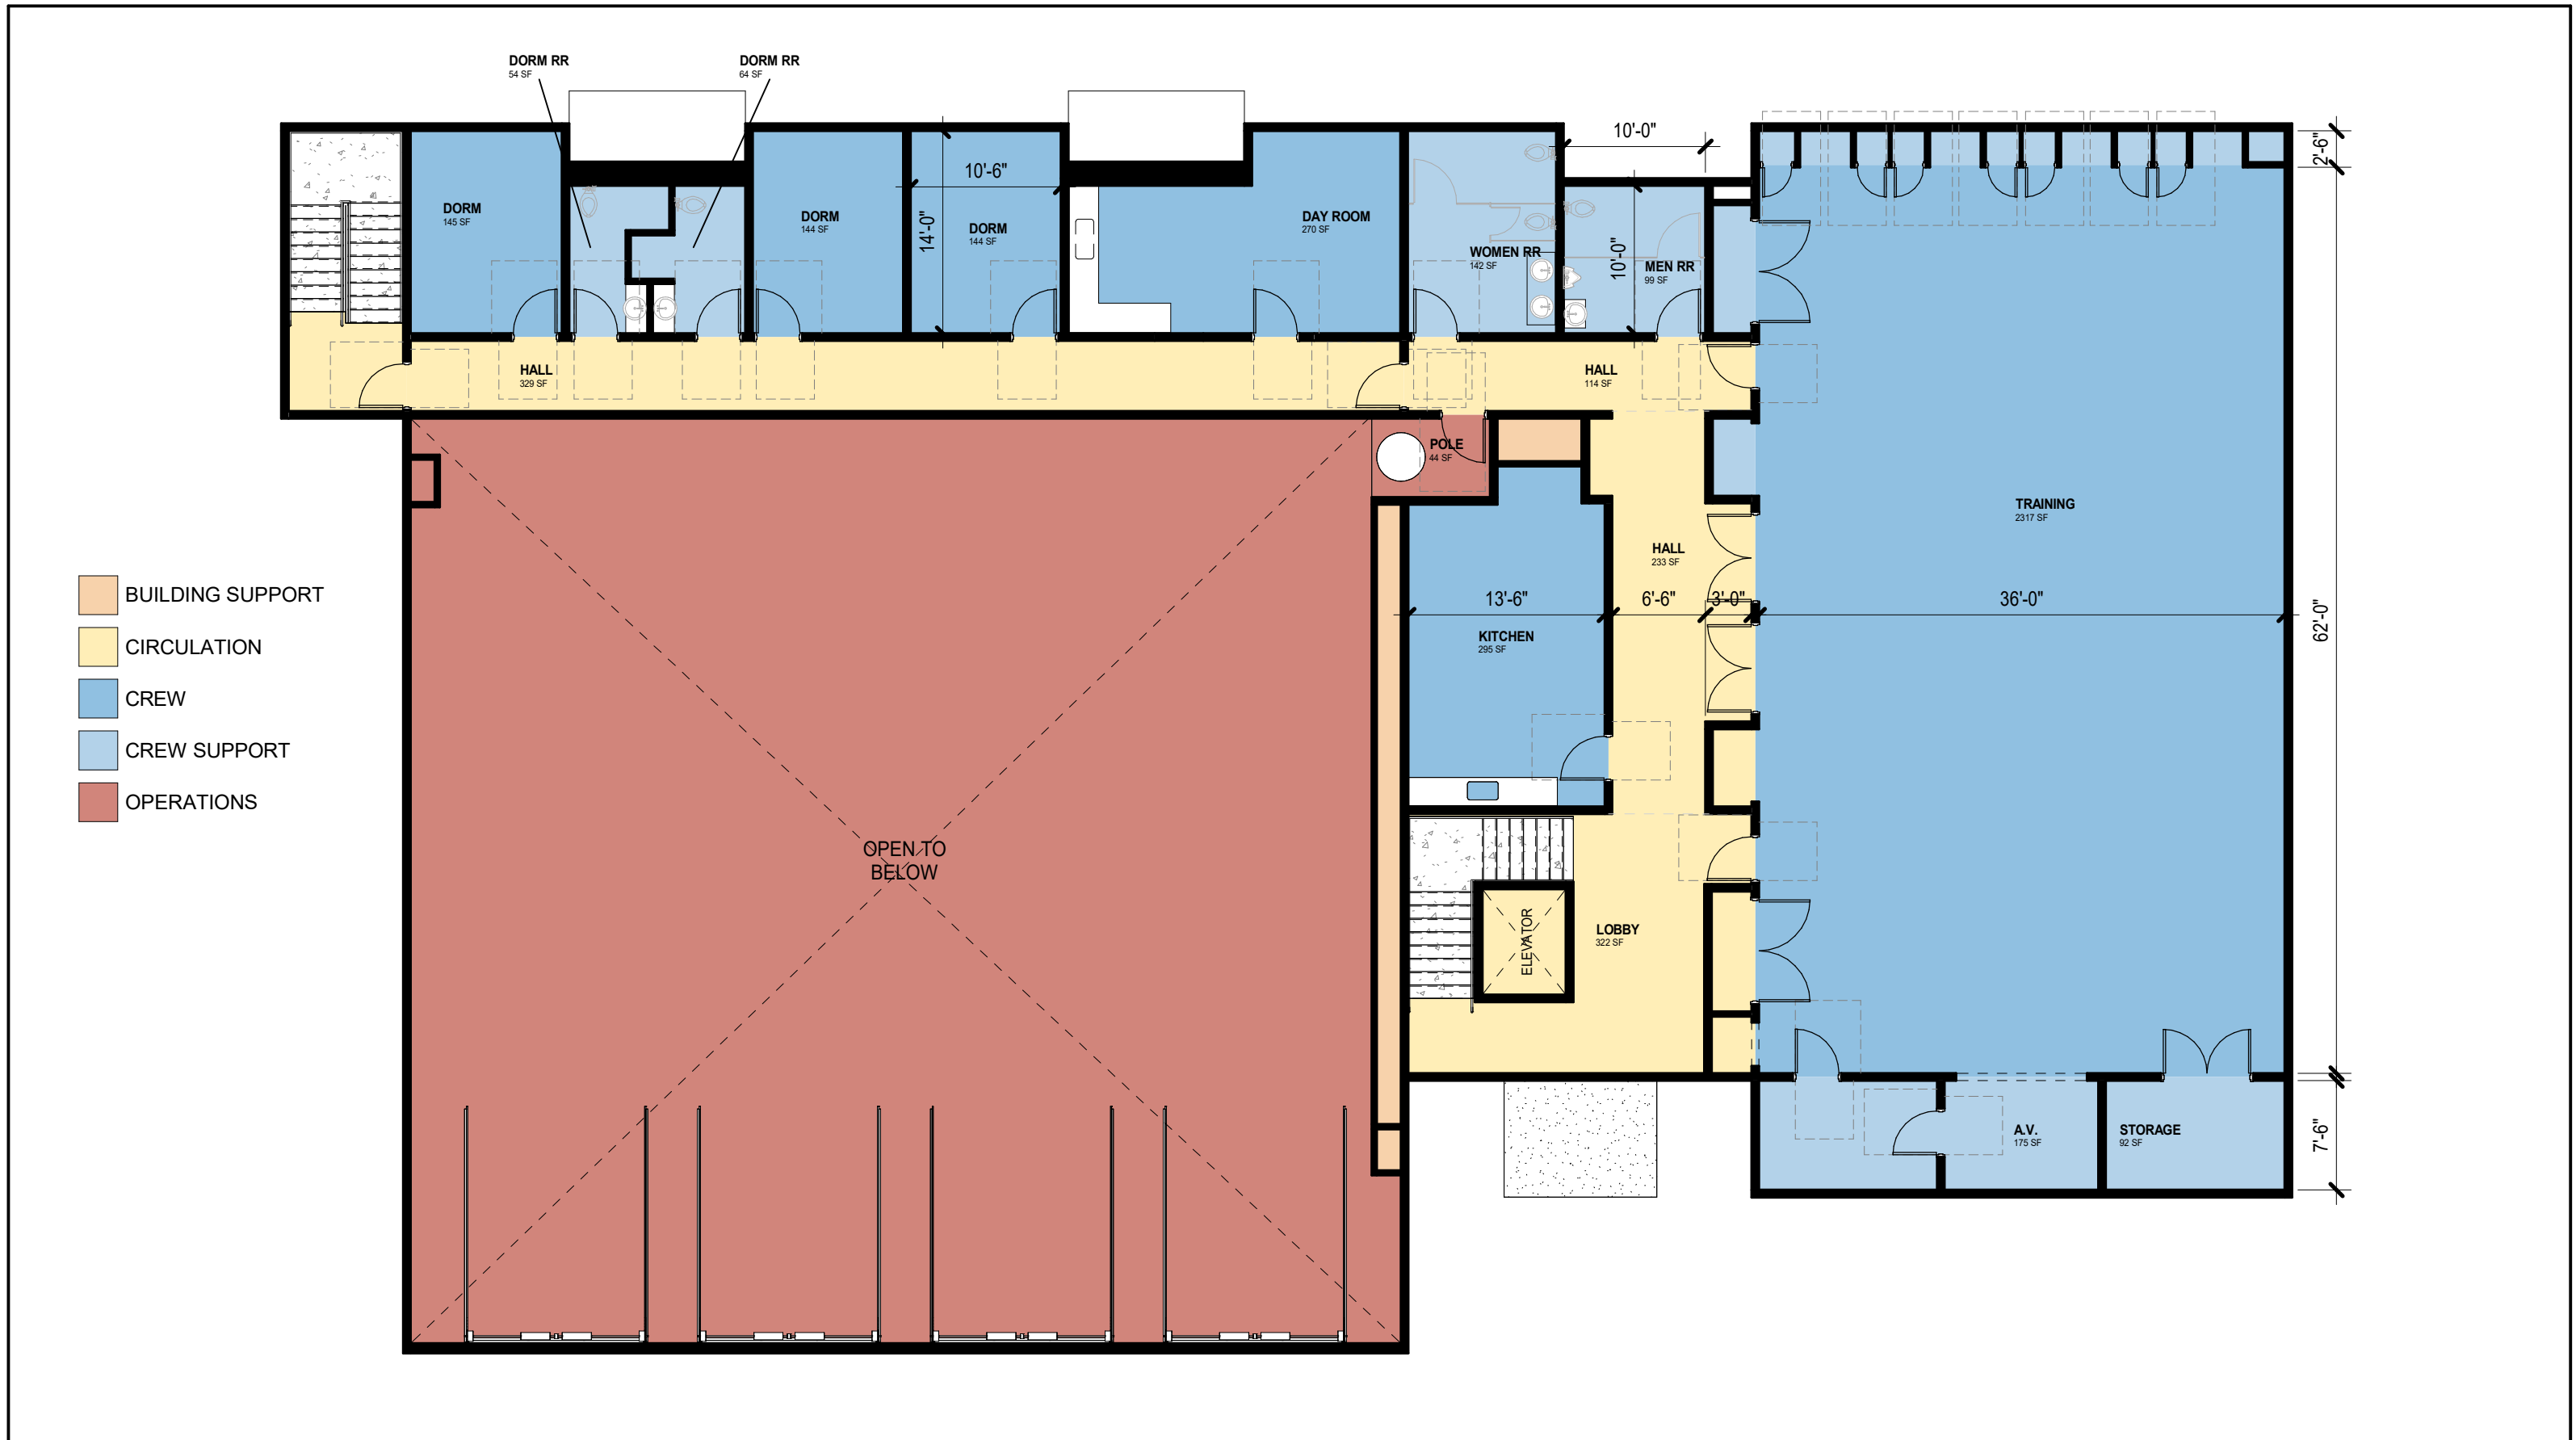 DORM RR
54 SF
DORM RR
64 SF
10'-0"
2'-6"
10'-6"
14'-0"
DORM
145 SF
DORM
144 SF
DORM
144 SF
DAY ROOM
270 SF
WOMEN RR
142 SF
10'-0"
MEN RR
99 SF
HALL
329 SF
HALL
114 SF
POLE
44 SF
TRAINING
2317 SF
HALL
233 SF
13'-6"
6'-6"
3'-0"
36'-0"
62'-0"
KITCHEN
295 SF
BUILDING SUPPORT
CIRCULATION
CREW
CREW SUPPORT
OPERATIONS
OPEN TO
BELOW
ELEVATOR
LOBBY
322 SF
A.V.
175 SF
STORAGE
92 SF
7'-6"